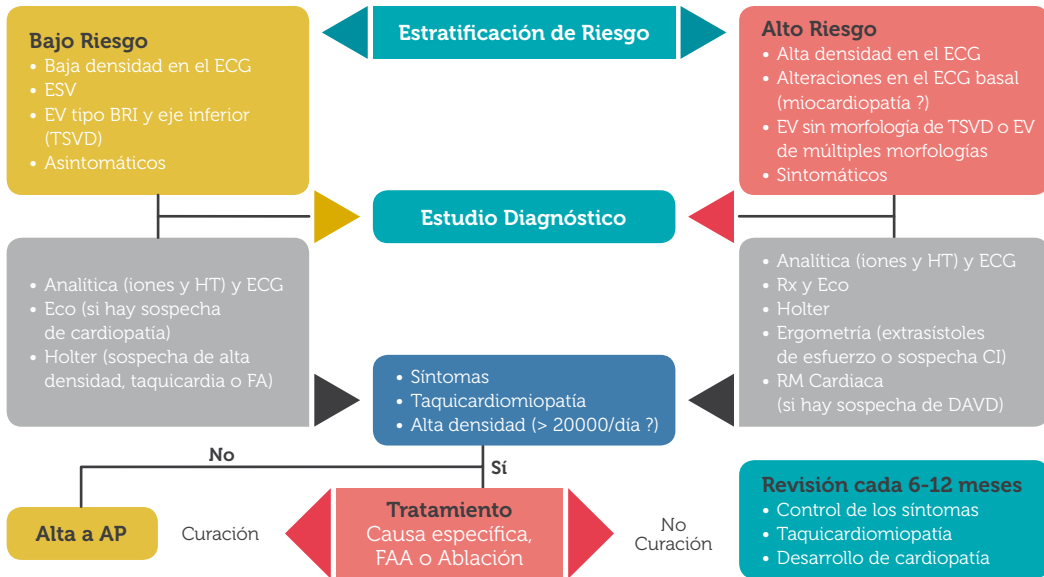 Estratificación de Riesgo
Bajo Riesgo
• Baja densidad en el ECG
• ESV
• EV tipo BRI y eje inferior
(TSVD)
• Asintomáticos
Alto Riesgo
• Alta densidad en el ECG
• Alteraciones en el ECG basal
(miocardiopatía ?)
• EV sin morfología de TSVD o EV
de múltiples morfologías
• Sintomáticos
Estudio Diagnóstico
• Analítica (iones y HT) y ECG
• Eco (si hay sospecha
de cardiopatía)
• Holter (sospecha de alta
densidad, taquicardia o FA)
• Analítica (iones y HT) y ECG
• Rx y Eco
• Holter
• Ergometría (extrasístoles
de esfuerzo o sospecha CI)
• RM Cardiaca
(si hay sospecha de DAVD)
• Síntomas
• Taquicardiomiopatía
• Alta densidad (> 20000/día ?)
No
Sí
Alta a AP
Curación
Tratamiento
Causa específica,
FAA o Ablación
No
Curación
Revisión cada 6-12 meses
• Control de los síntomas
• Taquicardiomiopatía
• Desarrollo de cardiopatía